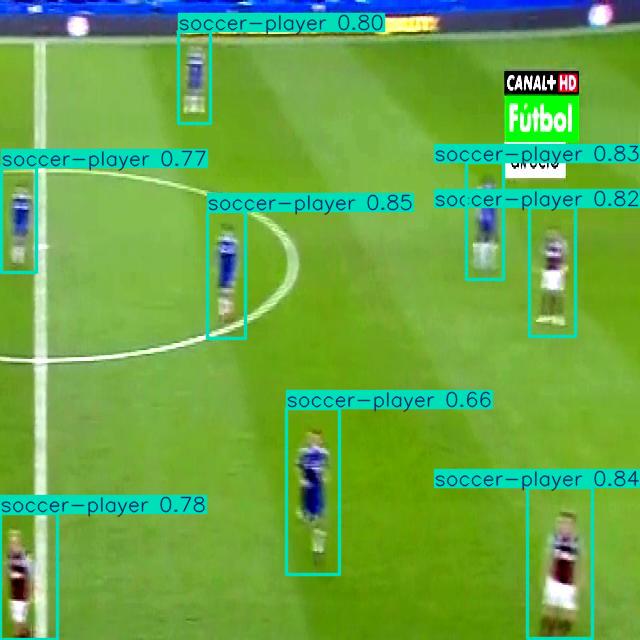 soccer-player 0.80
CANAL+ HD
Fútbol
soccer-player 0.77
soccer-player 0.83
soccer-player 0.82
soccer-player 0.85
soccer-player 0.66
soccer-player 0.84
soccer-player 0.78